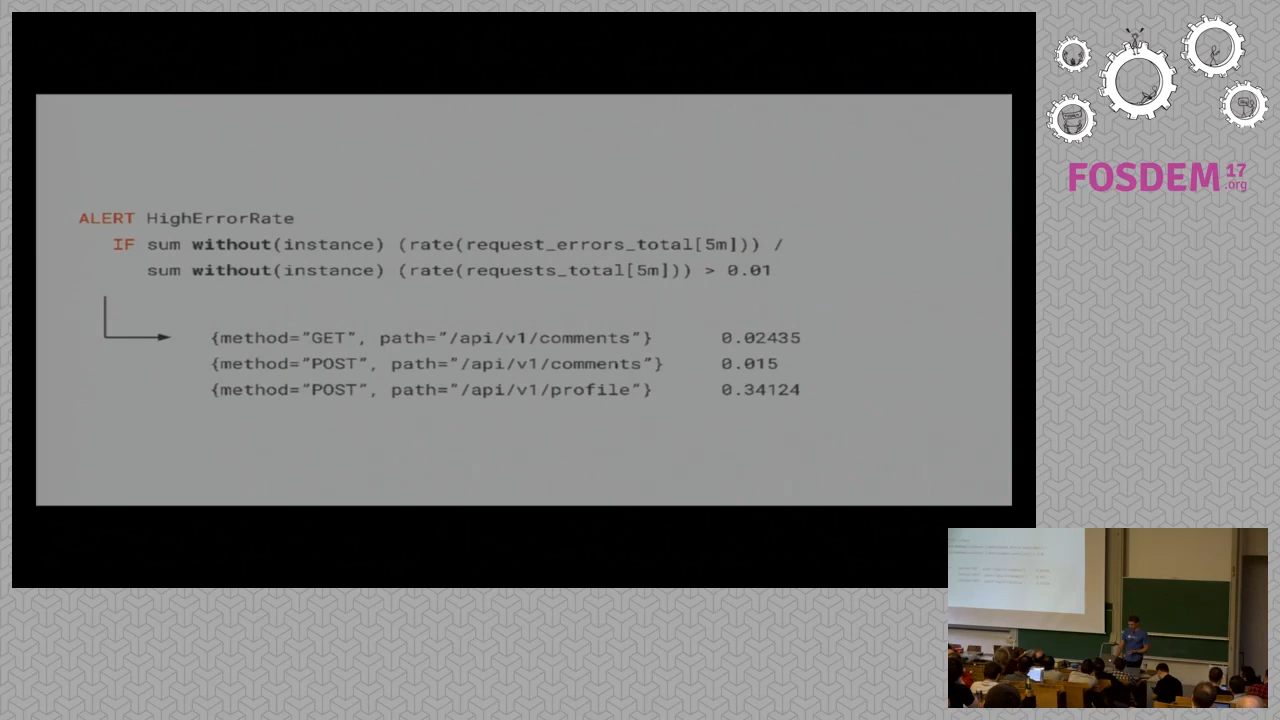 ALERT HighErrorRate
IF sum without(instance) (rate(request_errors_total[5m])) /
sum without(instance) (rate(requests_total[5m])) > 0.01
{method="GET", path="/api/v1/comments"} 0.02435
{method="POST", path="/api/v1/comments"} 0.015
{method="POST", path="/api/v1/profile"} 0.34124
FOSDEM 17
.org